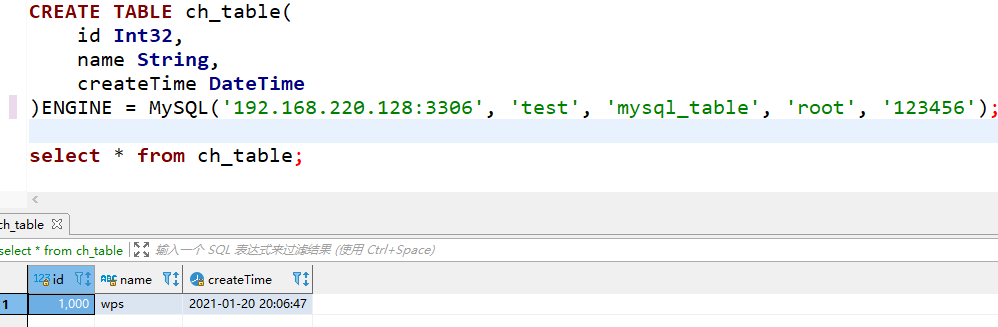 CREATE TABLE ch_table(
    id Int32,
    name String,
    createTime DateTime
)ENGINE = MySQL('192.168.220.128:3306', 'test', 'mysql_table', 'root', '123456');
select * from ch_table;
ch_table
select * from ch_table 输入一个 SQL 表达式来过滤结果 (使用 Ctrl+Space)
123 id ABC name createTime
1 1,000 wps 2021-01-20 20:06:47